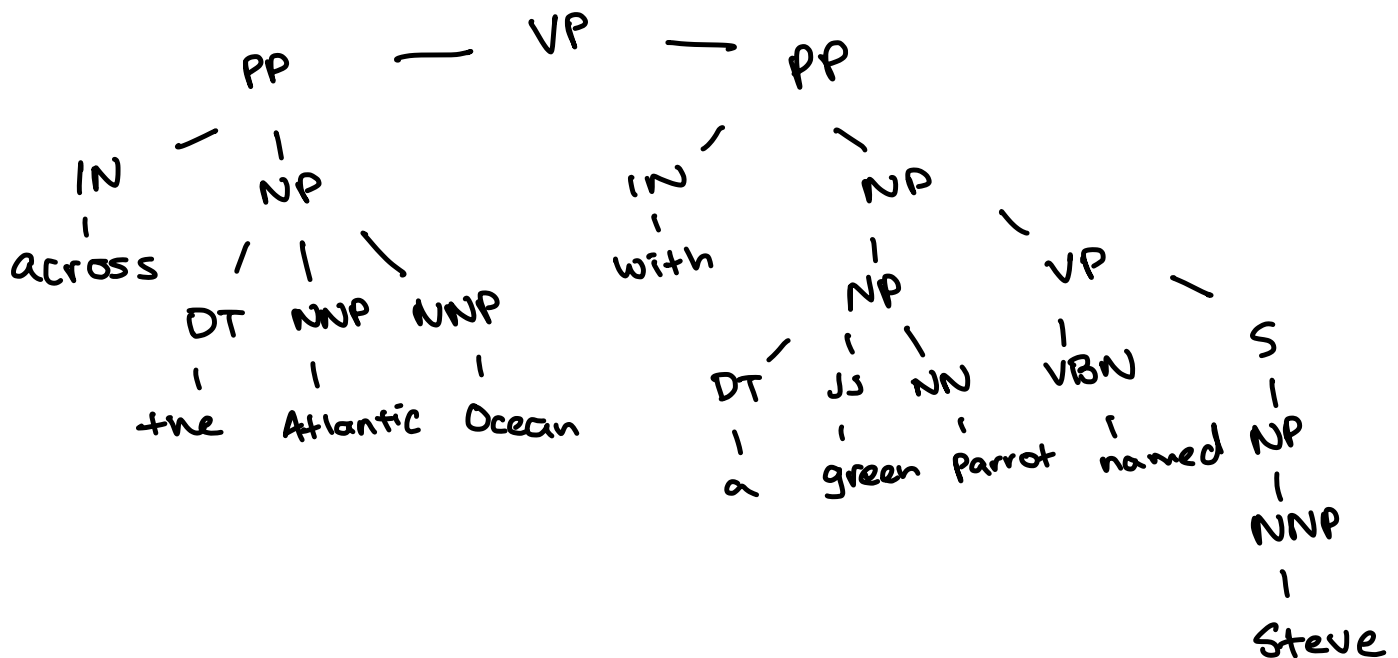 PP VP PP
IN NP IN NP
across with VP
DT NNP NNP NP S
the Atlantic Ocean DT JS NN VBN NP
a green parrot named NNP
Steve